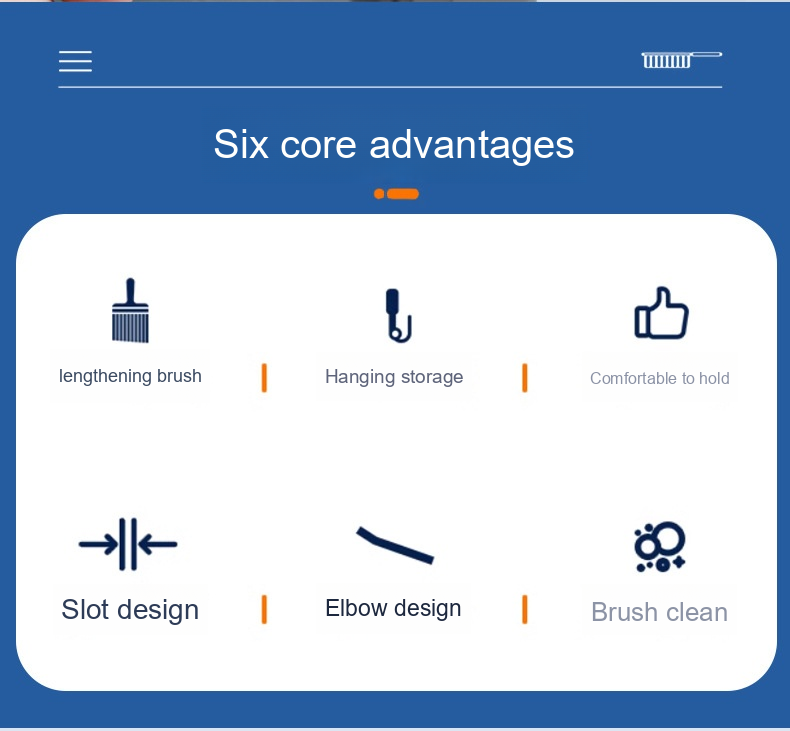 Six core advantages
lengthening brush
Hanging storage
Comfortable to hold
Slot design
Elbow design
Brush clean